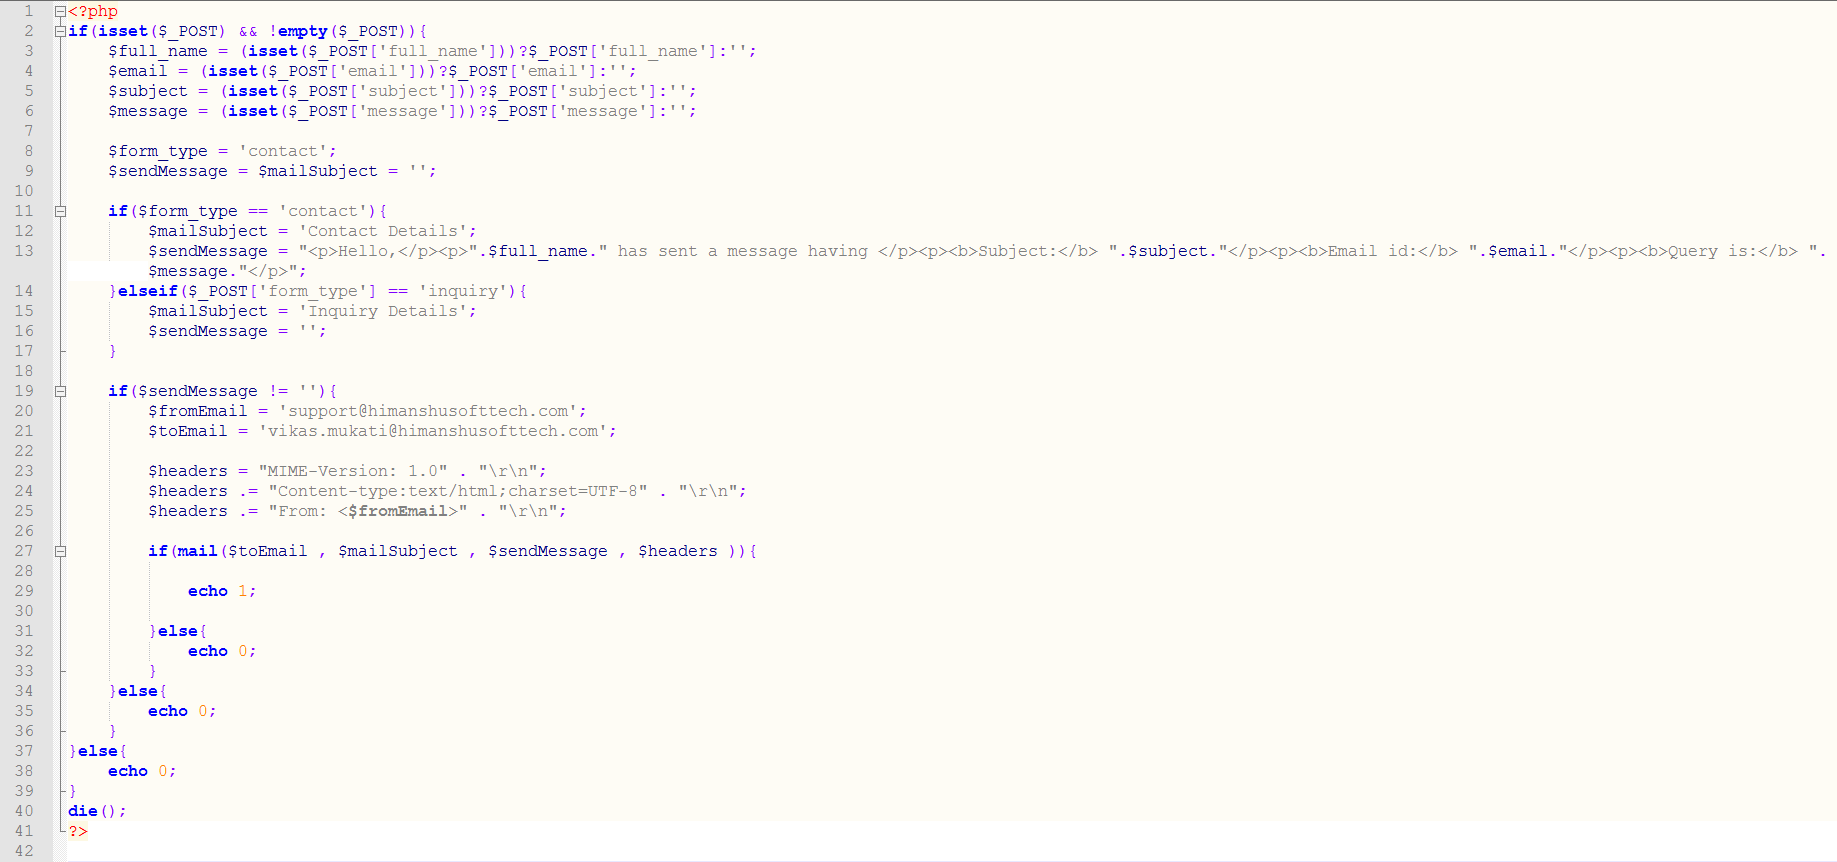 1 <?php
2 if(isset($_POST) && !empty($_POST)){
3 $full_name = (isset($_POST['full_name']))?$_POST['full_name']:'';
4 $email = (isset($_POST['email']))?$_POST['email']:'';
5 $subject = (isset($_POST['subject']))?$_POST['subject']:'';
6 $message = (isset($_POST['message']))?$_POST['message']:'';
7
8 $form_type = 'contact';
9 $sendMessage = $mailSubject = '';
10
11 if($form_type == 'contact'){
12 $mailSubject = 'Contact Details';
13 $sendMessage = "<p>Hello,</p><p>".$full_name." has sent a message having </p><p><b>Subject:</b> ".$subject."</p><p><b>Email id:</b> ".$email."</p><p><b>Query is:</b> ".
$message."</p>";
14 }elseif($_POST['form_type'] == 'inquiry'){
15 $mailSubject = 'Inquiry Details';
16 $sendMessage = '';
17 }
18
19 if($sendMessage != ''){
20 $fromEmail = 'support@himanshusofttech.com';
21 $toEmail = 'vikas.mukati@himanshusofttech.com';
22
23 $headers = "MIME-Version: 1.0" . "\r\n";
24 $headers .= "Content-type:text/html;charset=UTF-8" . "\r\n";
25 $headers .= "From: <$fromEmail>" . "\r\n";
26
27 if(mail($toEmail , $mailSubject , $sendMessage , $headers )){
28
29 echo 1;
30
31 }else{
32 echo 0;
33 }
34 }else{
35 echo 0;
36 }
37 }else{
38 echo 0;
39 }
40 die();
41 ?>
42